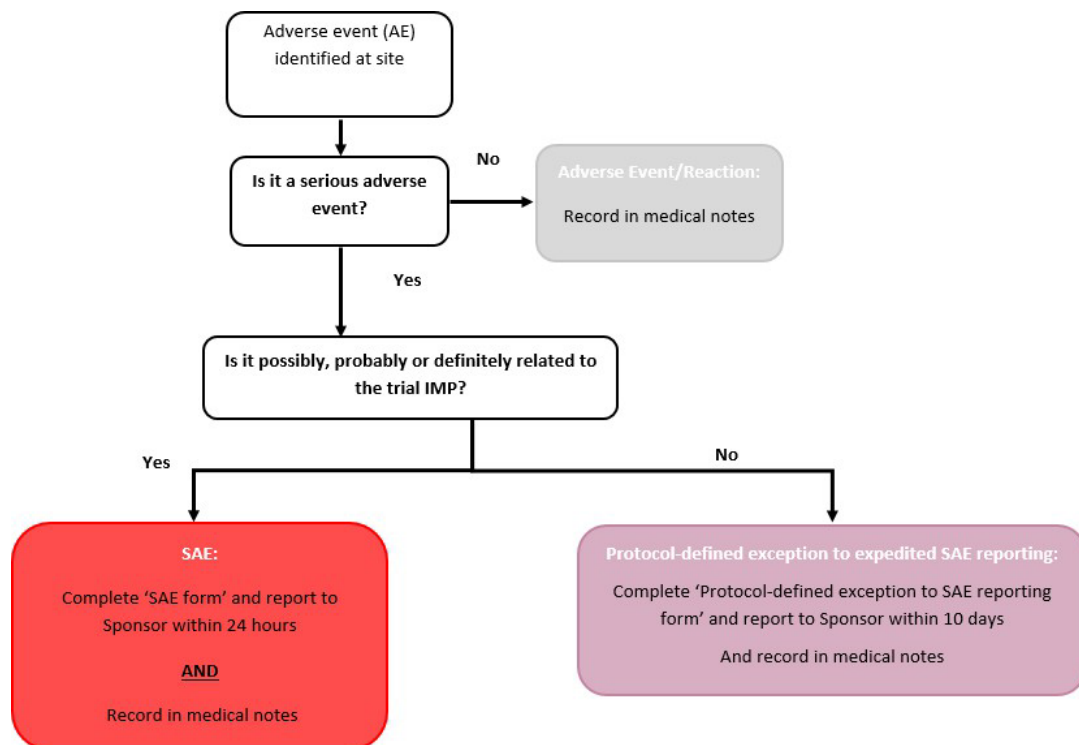 Adverse event (AE)
identified at site
Is it a serious adverse
event?
No
Adverse Event/Reaction:
Record in medical notes
Yes
Is it possibly, probably or definitely related to
the trial IMP?
Yes
No
SAE:
Complete ‘SAE form’ and report to
Sponsor within 24 hours
AND
Record in medical notes
Protocol-defined exception to expedited SAE reporting:
Complete ‘Protocol-defined exception to SAE reporting
form’ and report to Sponsor within 10 days
And record in medical notes